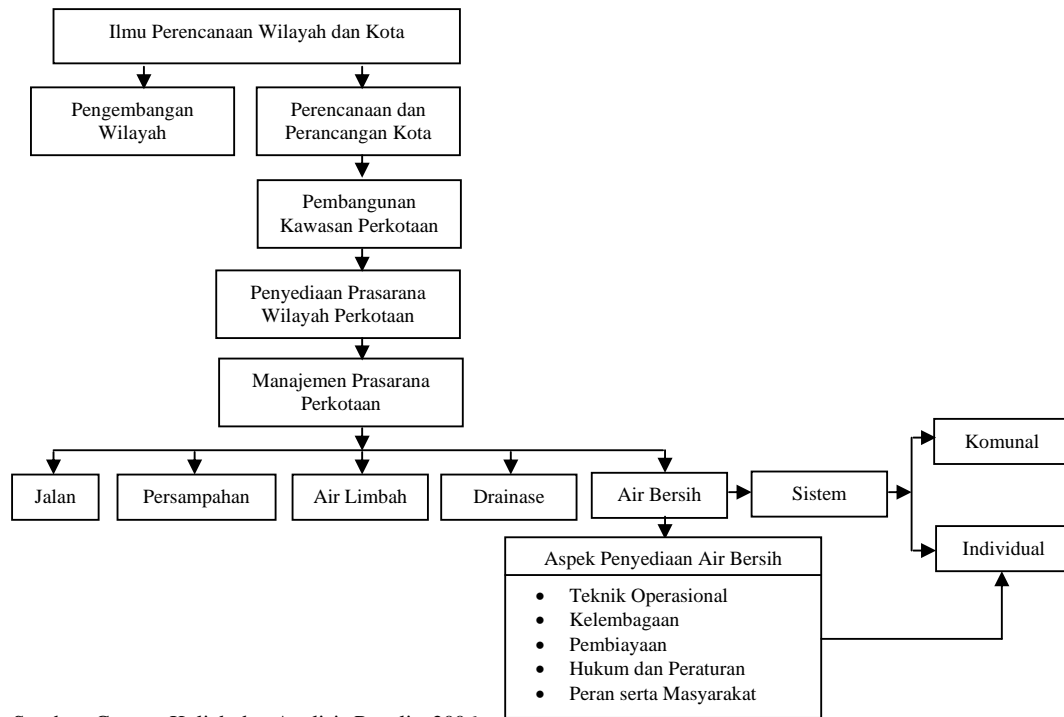 Ilmu Perencanaan Wilayah dan Kota
Pengembangan
Wilayah
Perencanaan dan
Perancangan Kota
Pembangunan
Kawasan Perkotaan
Penyediaan Prasarana
Wilayah Perkotaan
Manajemen Prasarana
Perkotaan
Jalan
Persampahan
Air Limbah
Drainase
Air Bersih
Sistem
Komunal
Individual
Aspek Penyediaan Air Bersih
• Teknik Operasional
• Kelembagaan
• Pembiayaan
• Hukum dan Peraturan
• Peran serta Masyarakat